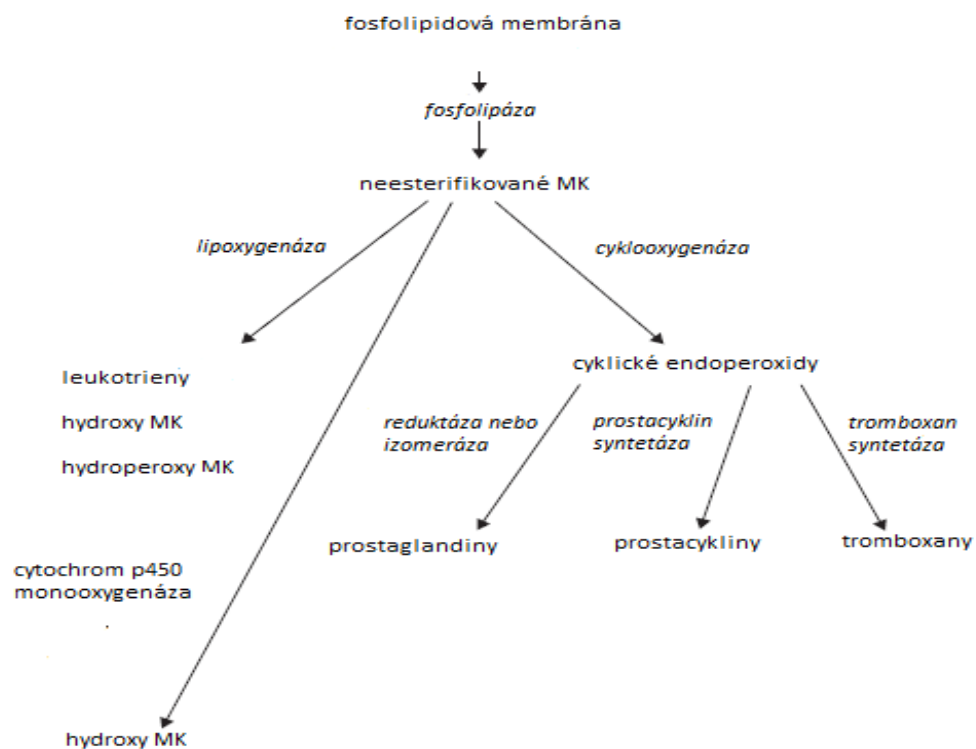 fosfolipidová membrána
fosfolipáza
neesterifikované MK
lipoxygenáza
cyklooxygenáza
cyklické endoperoxidy
leukotrieny
hydroxy MK
hydroperoxy MK
reduktáza nebo
izomeráza
prostacyklin
syntetáza
tromboxan
syntetáza
prostaglandiny
prostacykliny
tromboxany
cytochrom p450
monooxygenáza
hydroxy MK